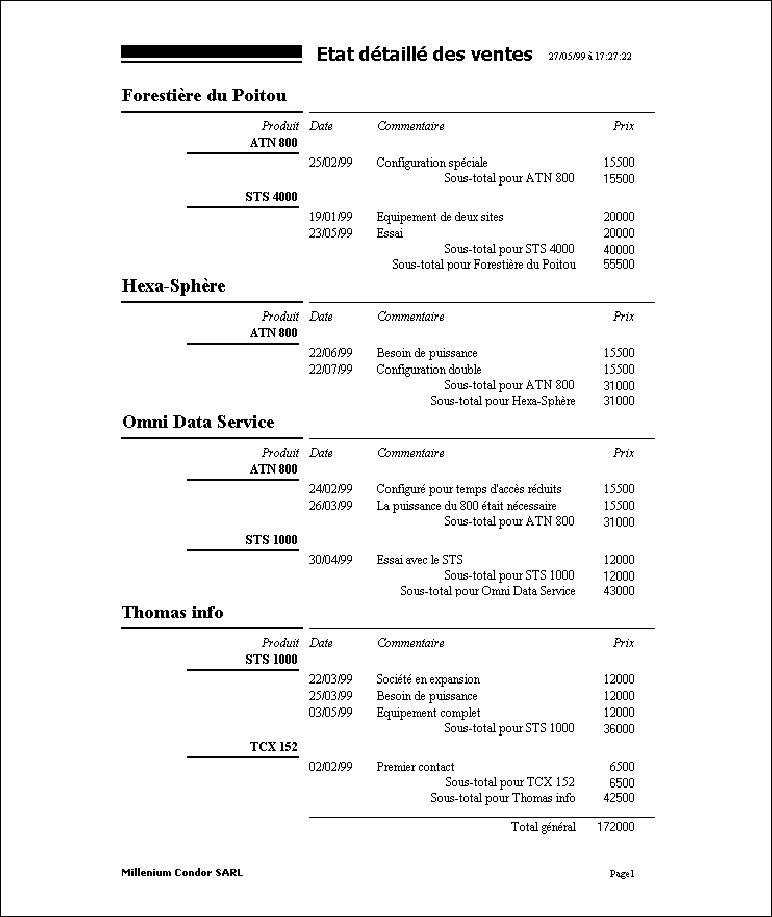 Etat détaillé des ventes 27/05/99 à 17:27:22
Forestière du Poitou
Produit Date Commentaire Prix
ATN 800
25/02/99 Configuration spéciale 15500
Sous-total pour ATN 800 15500
STS 4000
19/01/99 Equipement de deux sites 20000
23/05/99 Essai 20000
Sous-total pour STS 4000 40000
Sous-total pour Forestière du Poitou 55500
Hexa-Sphère
Produit Date Commentaire Prix
ATN 800
22/06/99 Besoin de puissance 15500
22/07/99 Configuration double 15500
Sous-total pour ATN 800 31000
Sous-total pour Hexa-Sphère 31000
Omni Data Service
Produit Date Commentaire Prix
ATN 800
24/02/99 Configuré pour temps d'accès réduits 15500
26/03/99 La puissance du 800 était nécessaire 15500
Sous-total pour ATN 800 31000
STS 1000
30/04/99 Essai avec le STS 12000
Sous-total pour STS 1000 12000
Sous-total pour Omni Data Service 43000
Thomas info
Produit Date Commentaire Prix
STS 1000
22/03/99 Société en expansion 12000
25/03/99 Besoin de puissance 12000
03/05/99 Equipement complet 12000
Sous-total pour STS 1000 36000
TCX 152
02/02/99 Premier contact 6500
Sous-total pour TCX 152 6500
Sous-total pour Thomas info 42500
Total général 172000
Millenium Condor SARL Page1